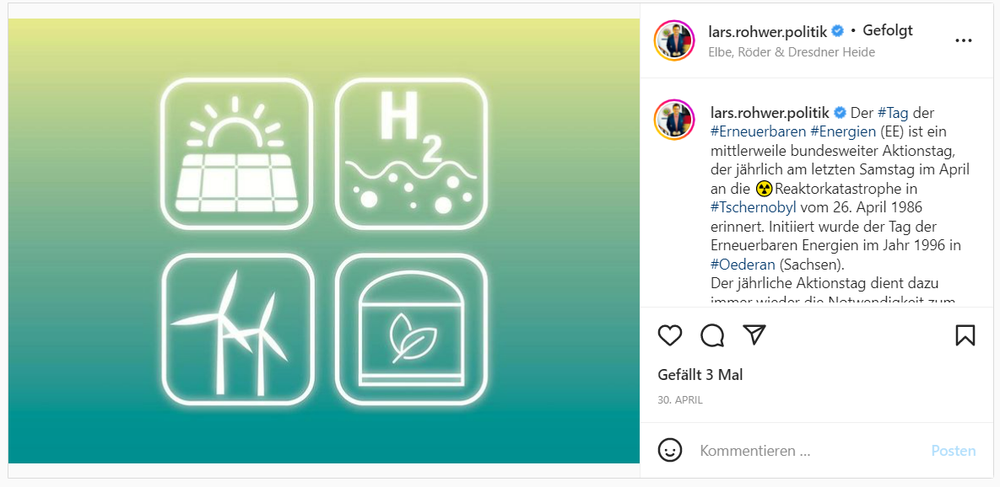 H2
lars.rohwer.politik • Gefolgt
Elbe, Röder & Dresdner Heide
lars.rohwer.politik Der #Tag der
#Erneuerbaren #Energien (EE) ist ein
mittlerweile bundesweiter Aktionstag,
der jährlich am letzten Samstag im April
an die ☢️Reaktorkatastrophe in
#Tschernobyl vom 26. April 1986
erinnert. Initiiert wurde der Tag der
Erneuerbaren Energien im Jahr 1996 in
#Oederan (Sachsen).
Der jährliche Aktionstag dient dazu
immer wieder die Notwendigkeit zum
Gefällt 3 Mal
30. APRIL
Kommentieren ...
Posten